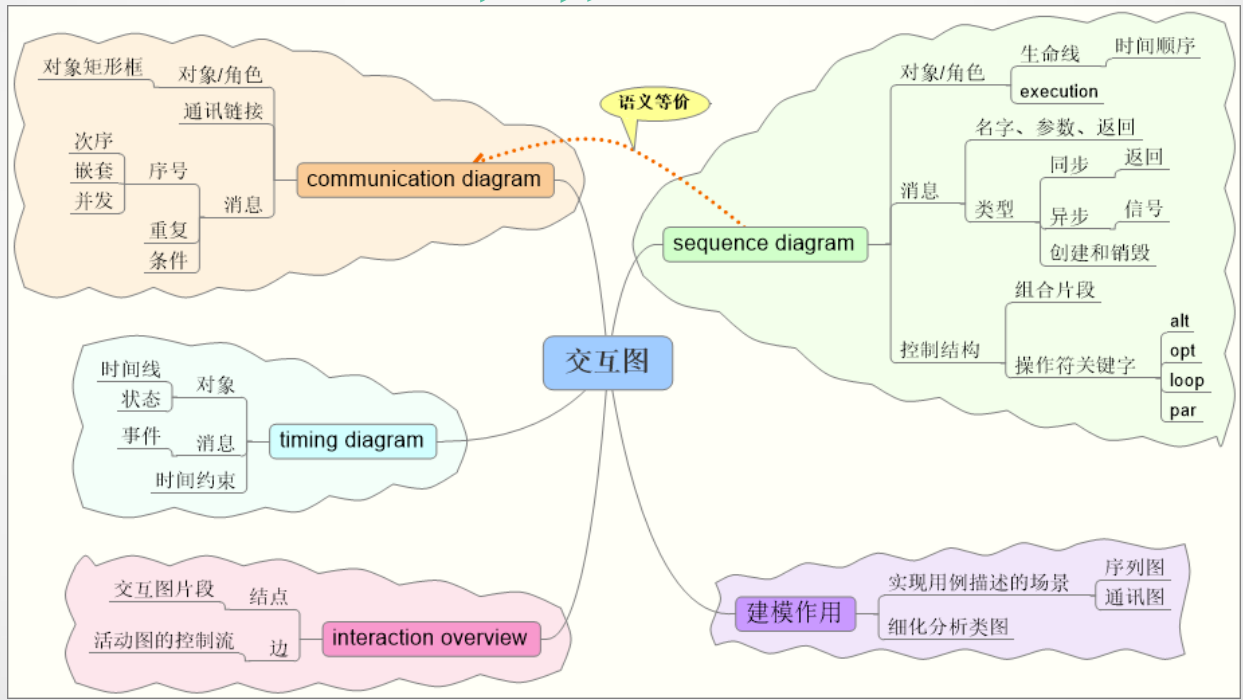 交互图
communication diagram
对象/角色
对象矩形框
通讯链接
消息
序号
次序
嵌套
并发
重复
条件
语义等价
sequence diagram
对象/角色
生命线
时间顺序
execution
消息
名字、参数、返回
类型
同步
返回
异步
信号
创建和销毁
控制结构
组合片段
操作符关键字
alt
opt
loop
par
timing diagram
对象
时间线
状态
消息
事件
时间约束
interaction overview
结点
交互图片段
边
活动图的控制流
建模作用
实现用例描述的场景
序列图
通讯图
细化分析类图